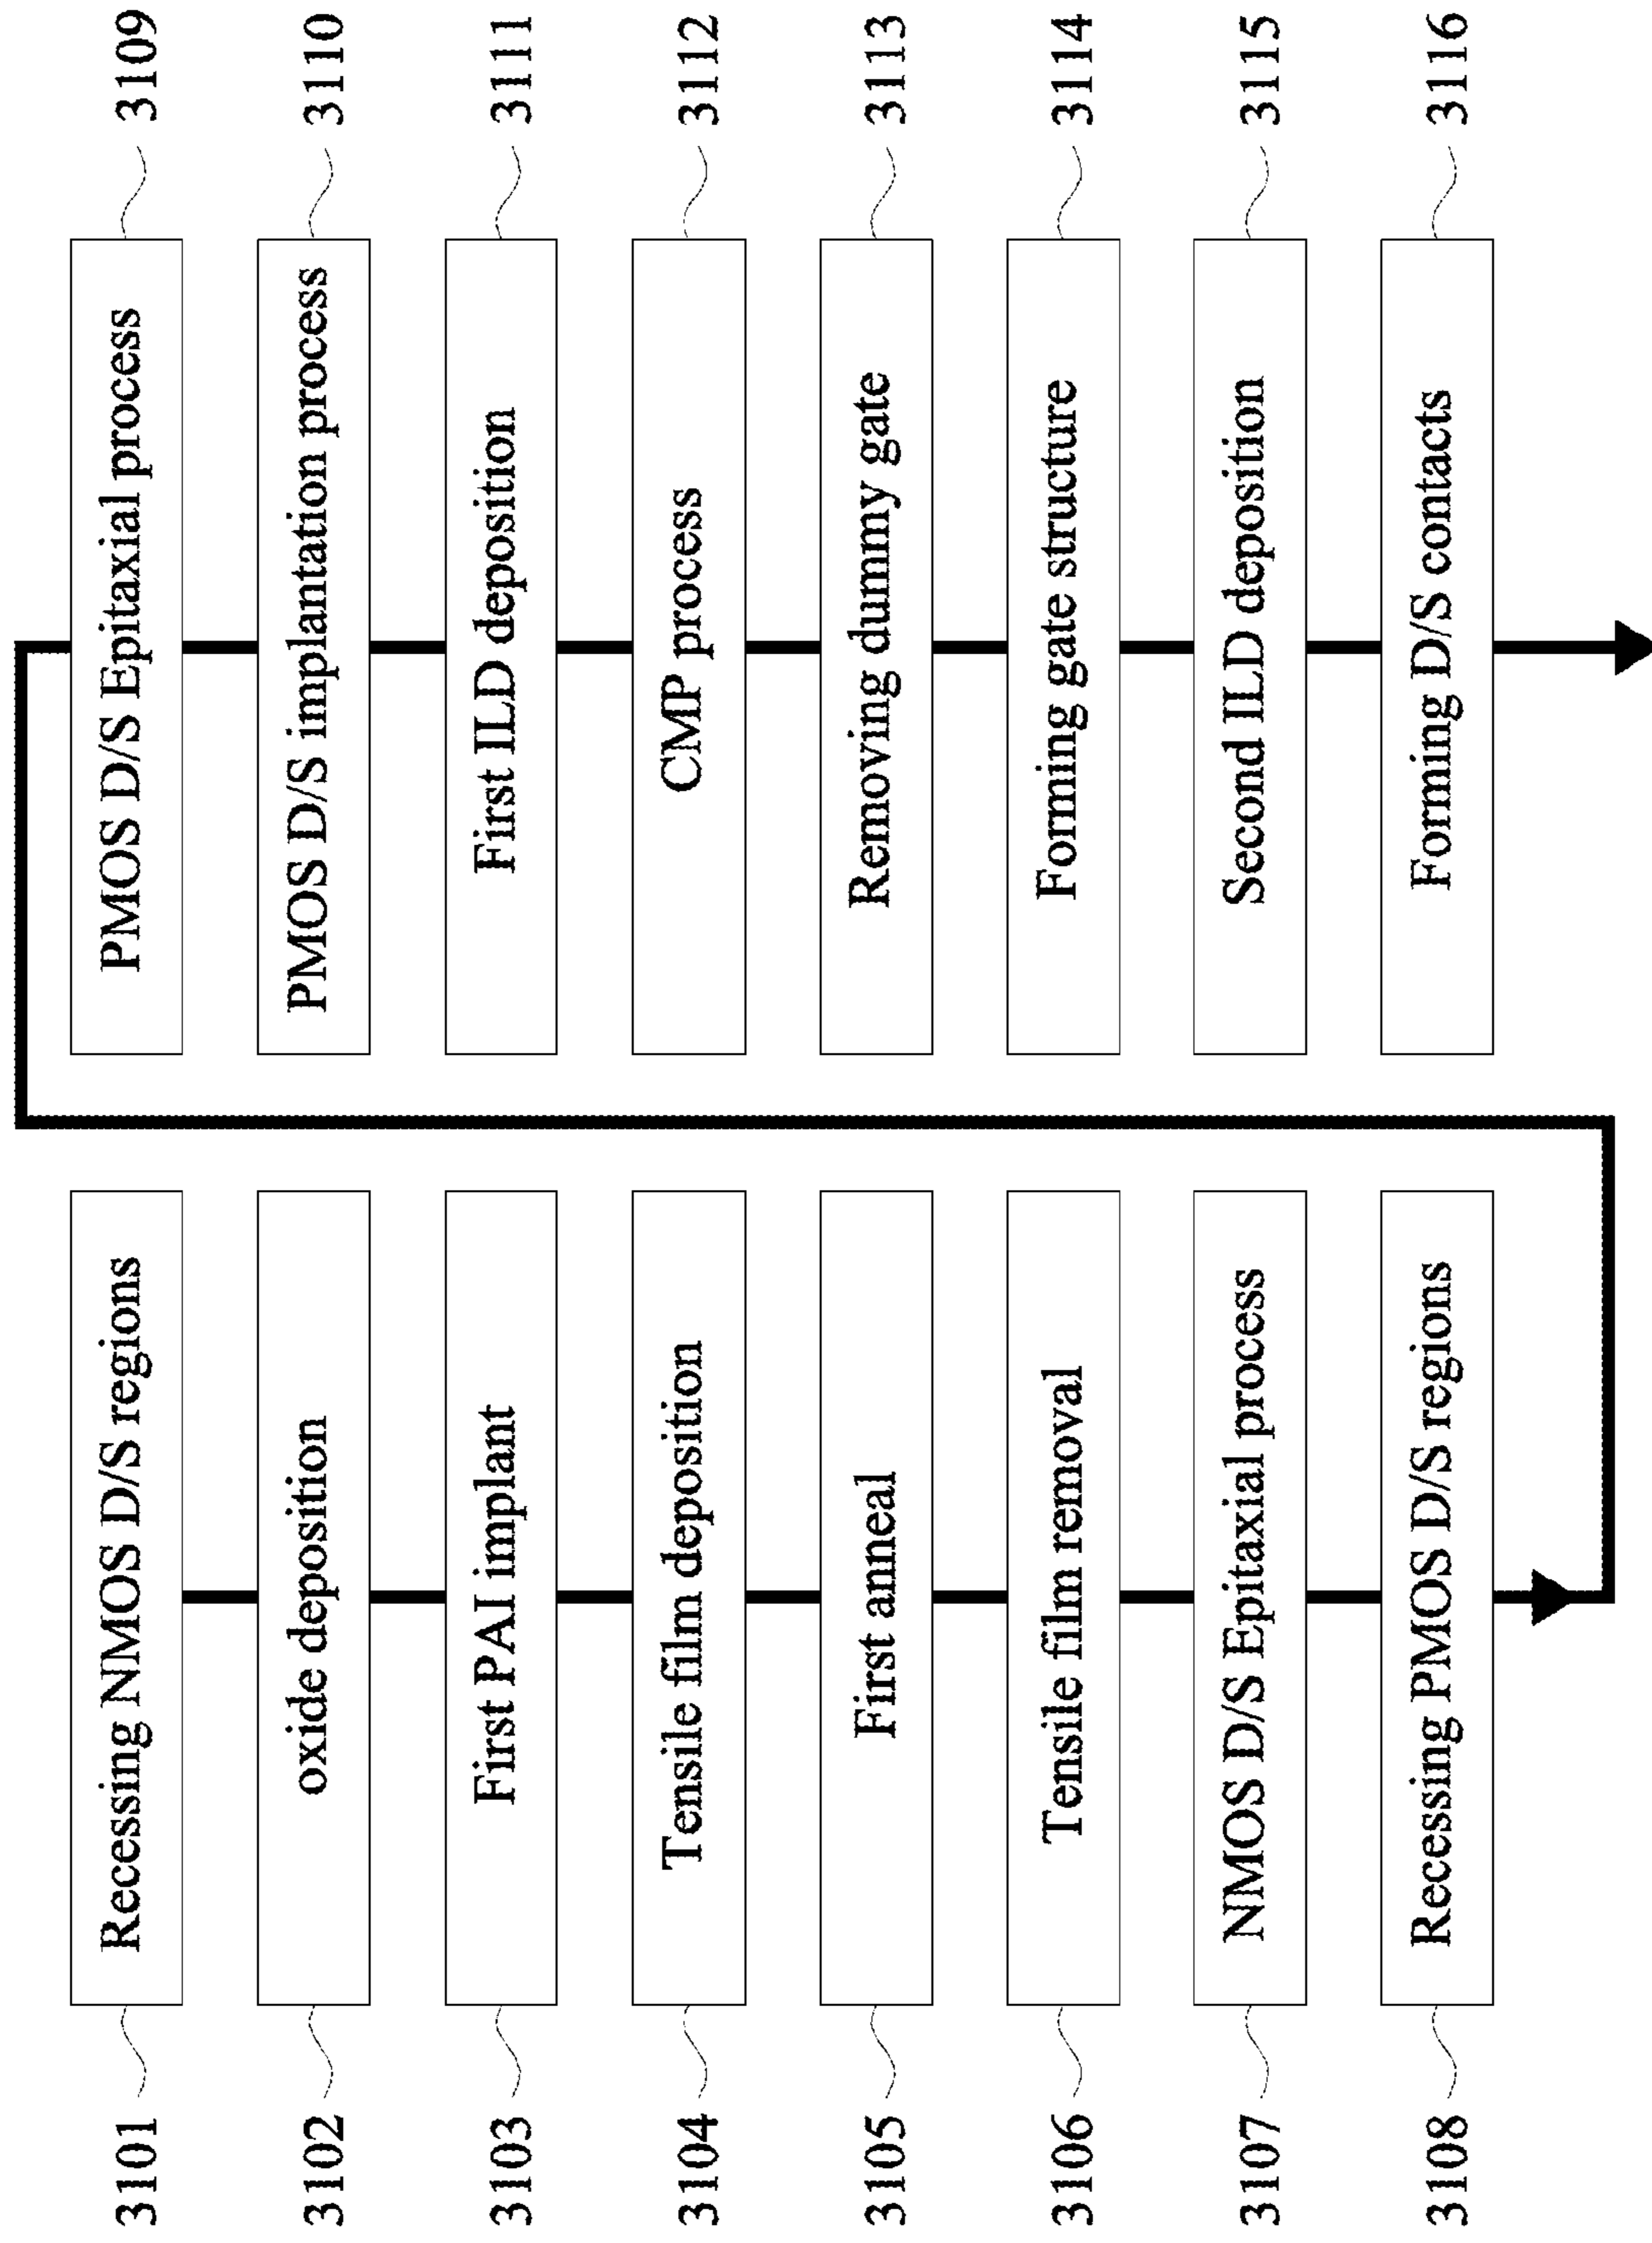 3101
Recessing NMOS D/S regions
3102
oxide deposition
3103
First PAI implant
3104
Tensile film deposition
3105
First anneal
3106
Tensile film removal
3107
NMOS D/S Epitaxial process
3108
Recessing PMOS D/S regions
PMOS D/S Epitaxial process
3109
PMOS D/S implantation process
3110
First ILD deposition
3111
CMP process
3112
Removing dummy gate
3113
Forming gate structure
3114
Second ILD deposition
3115
Forming D/S contacts
3116